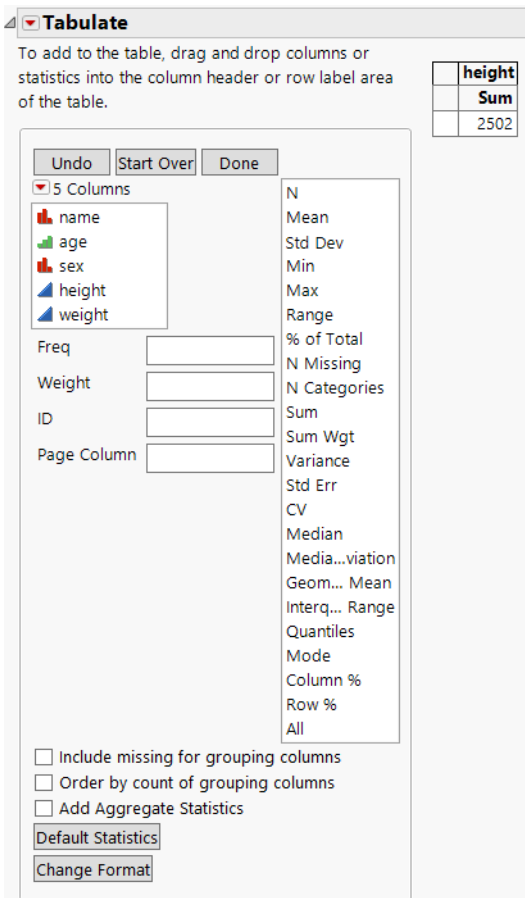 Tabulate
To add to the table, drag and drop columns or
statistics into the column header or row label area
of the table.
height
Sum
2502
Undo Start Over Done
5 Columns
name
age
sex
height
weight
Freq
Weight
ID
Page Column
N
Mean
Std Dev
Min
Max
Range
% of Total
N Missing
N Categories
Sum
Sum Wgt
Variance
Std Err
CV
Median
Media...viation
Geom... Mean
Interq... Range
Quantiles
Mode
Column %
Row %
All
Include missing for grouping columns
Order by count of grouping columns
Add Aggregate Statistics
Default Statistics
Change Format